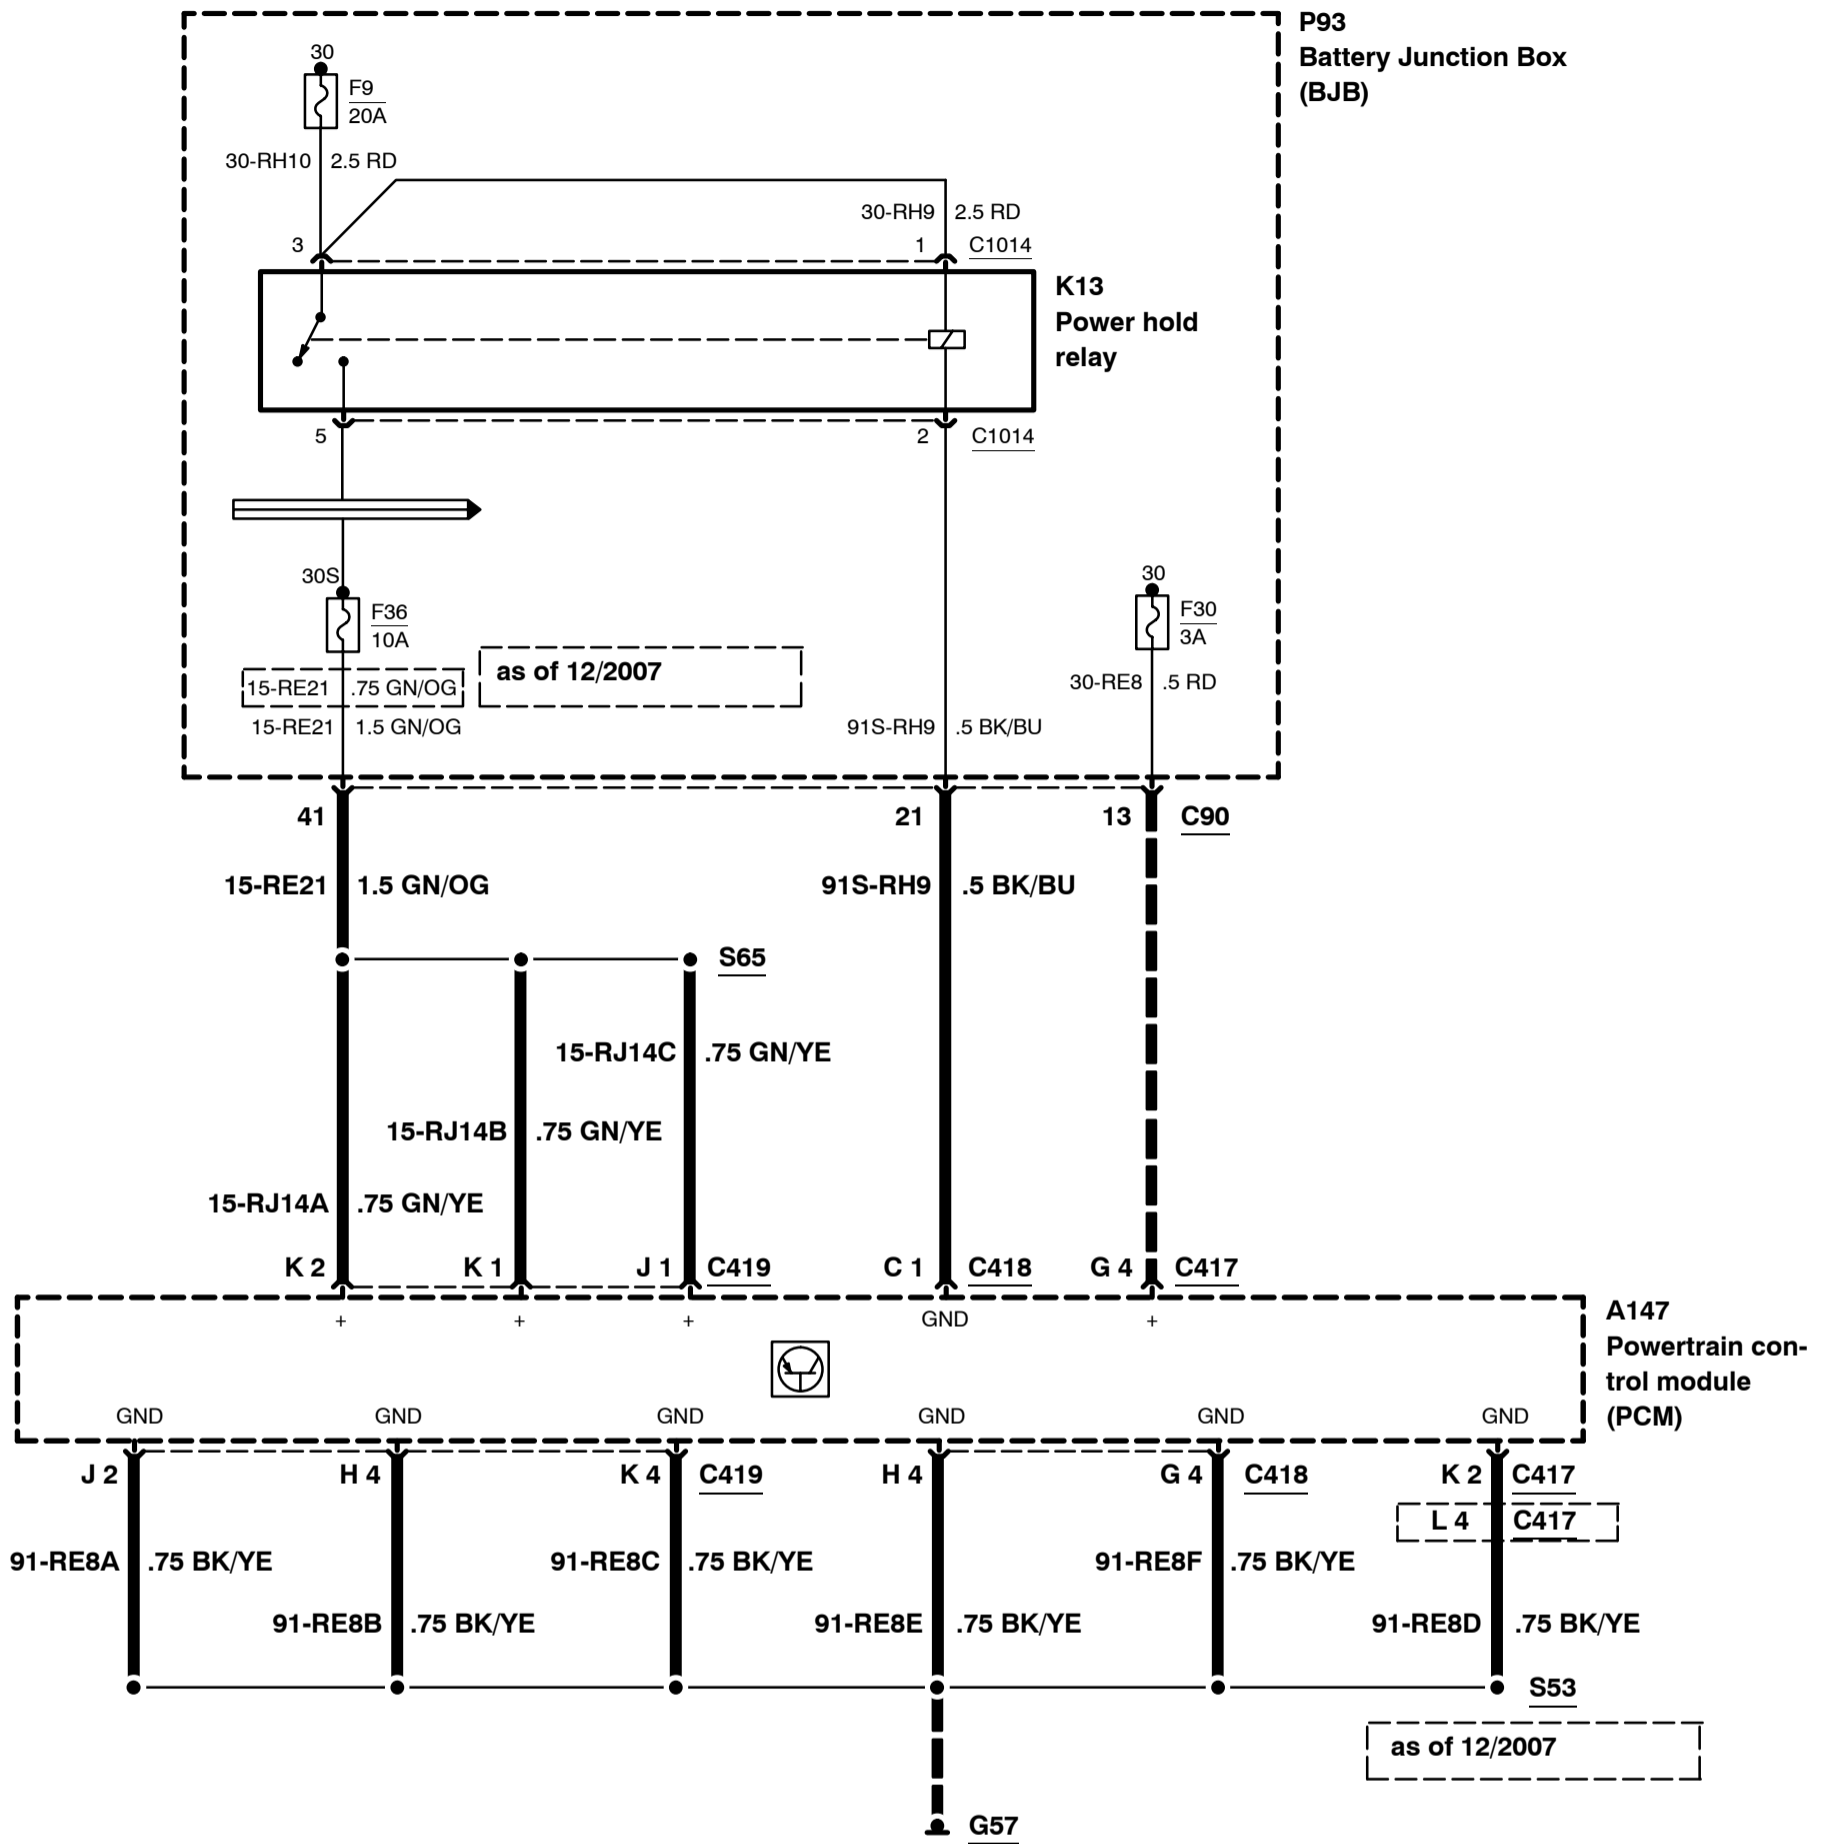 P93
Battery Junction Box
(BJB)
30
F9
20A
30-RH10 2.5 RD
30-RH9 2.5 RD
3 1 C1014
K13
Power hold
relay
5 2 C1014
30S
F36
10A
30
F30
3A
as of 12/2007
15-RE21 .75 GN/OG
30-RE8 .5 RD
15-RE21 1.5 GN/OG
91S-RH9 .5 BK/BU
41 21 13 C90
15-RE21 1.5 GN/OG
91S-RH9 .5 BK/BU
S65
15-RJ14C .75 GN/YE
15-RJ14B .75 GN/YE
15-RJ14A .75 GN/YE
K 2 K 1 J 1 C419 C 1 C418 G 4 C417
+ + + GND +
A147
Powertrain con-
trol module
(PCM)
GND GND GND GND GND GND
J 2 H 4 K 4 C419 H 4 G 4 C418 K 2 C417
L 4 C417
91-RE8A .75 BK/YE 91-RE8C .75 BK/YE 91-RE8F .75 BK/YE
91-RE8B .75 BK/YE 91-RE8E .75 BK/YE 91-RE8D .75 BK/YE
S53
as of 12/2007
G57